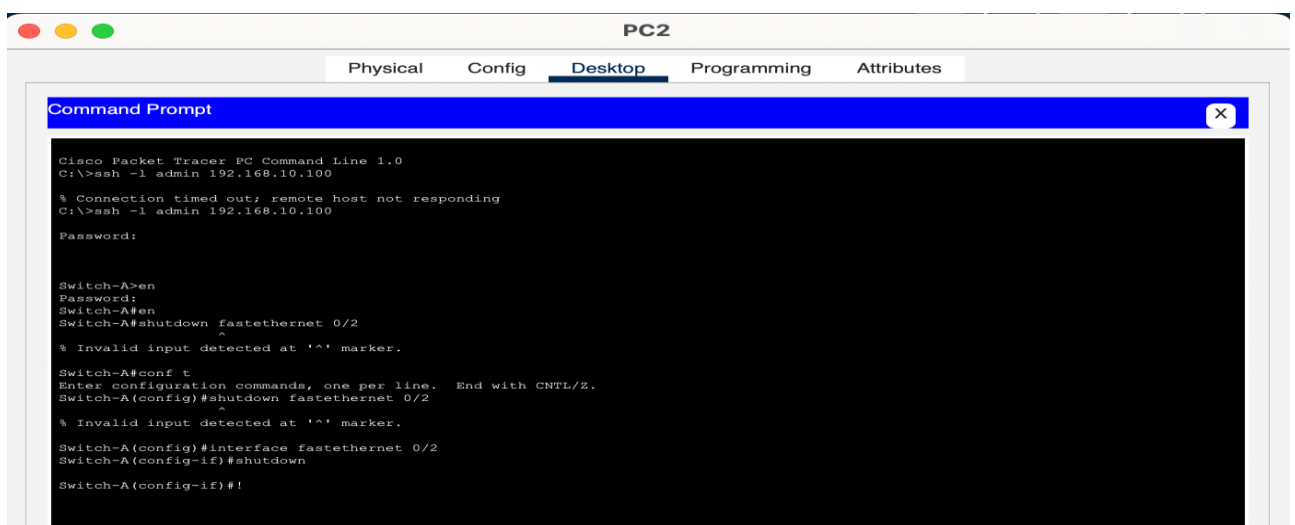 PC2
Physical Config Desktop Programming Attributes
Command Prompt
X
Cisco Packet Tracer PC Command Line 1.0
C:\>ssh -l admin 192.168.10.100
% Connection timed out; remote host not responding
C:\>ssh -l admin 192.168.10.100
Password:
Switch-A>en
Password:
Switch-A#en
Switch-A#shutdown fastethernet 0/2
^
% Invalid input detected at '^' marker.
Switch-A#conf t
Enter configuration commands, one per line. End with CNTL/Z.
Switch-A(config)#shutdown fastethernet 0/2
^
% Invalid input detected at '^' marker.
Switch-A(config)#interface fastethernet 0/2
Switch-A(config-if)#shutdown
Switch-A(config-if)#!